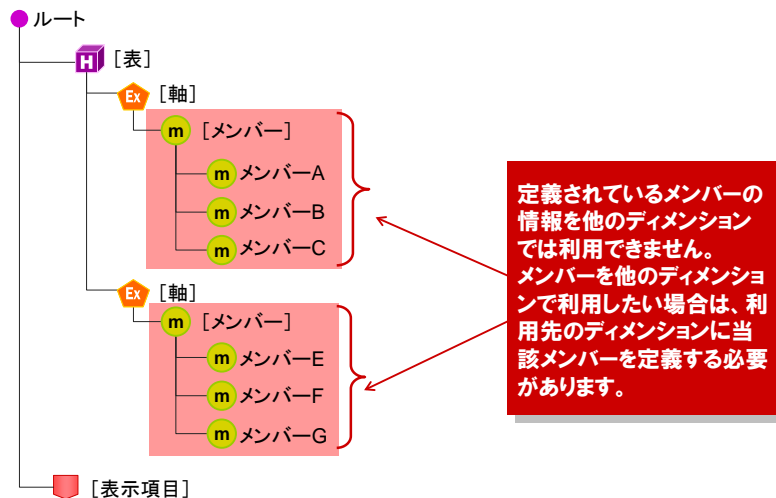 ルート
H [表]
Ex [軸]
m [メンバー]
m メンバーA
m メンバーB
m メンバーC
Ex [軸]
m [メンバー]
m メンバーE
m メンバーF
m メンバーG
[表示項目]
定義されているメンバーの
情報を他のディメンション
では利用できません。
メンバーを他のディメンショ
ンで利用したい場合は、利
用先のディメンションに当
該メンバーを定義する必要
があります。